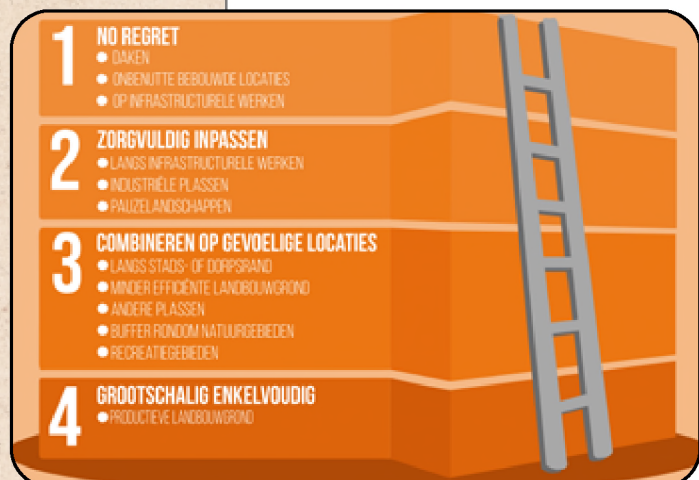 1 NO REGRET
DAKEN
ONBENUTTE BEBOUWDE LOCATIES
OP INFRASTRUCTURELE WERKEN
2 ZORGVULDIG INPASSEN
LANGS INFRASTRUCTURELE WERKEN
INDUSTRIËLE PLASSEN
PAUZELANDSCHAPPEN
3 COMBINEREN OP GEVOELIGE LOCATIES
LANGS STADS- OF DORPSRAND
MINDER EFFICIËNTE LANDBOUWGROND
ANDERE PLASSEN
BUFFER RONDOM NATUURGEBIEDEN
RECREATIEGEBIEDEN
4 GROOTSCHALIG ENKELVOUDIG
PRODUCTIEVE LANDBOUWGROND